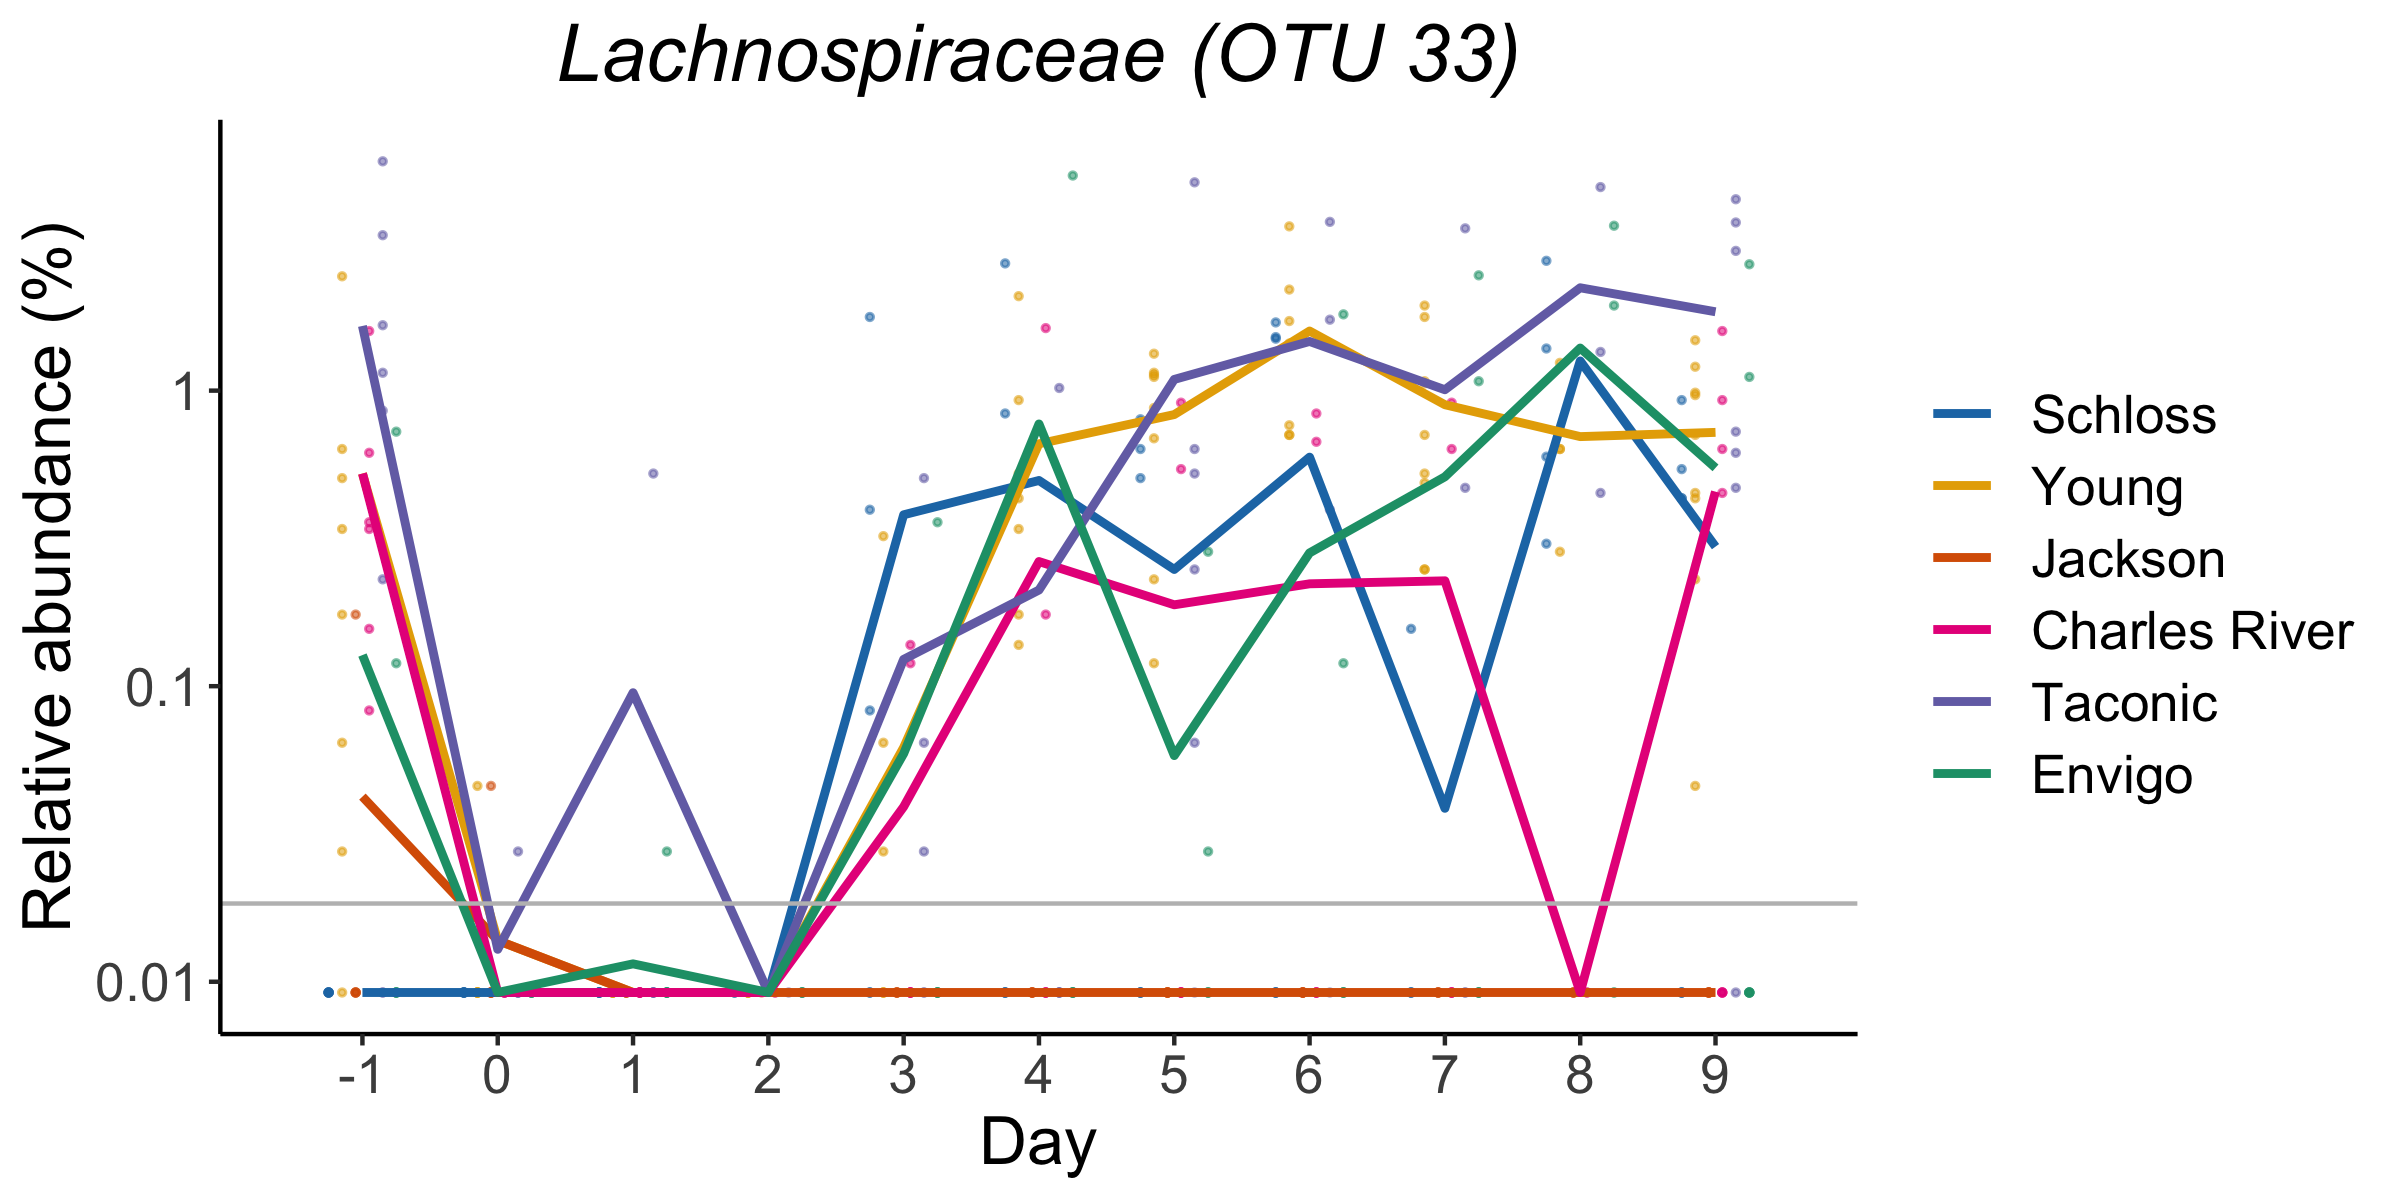 Lachnospiraceae (OTU 33)
Relative abundance (%)
1
0.1
0.01
-1 0 1 2 3 4 5 6 7 8 9
Day
Schloss
Young
Jackson
Charles River
Taconic
Envigo